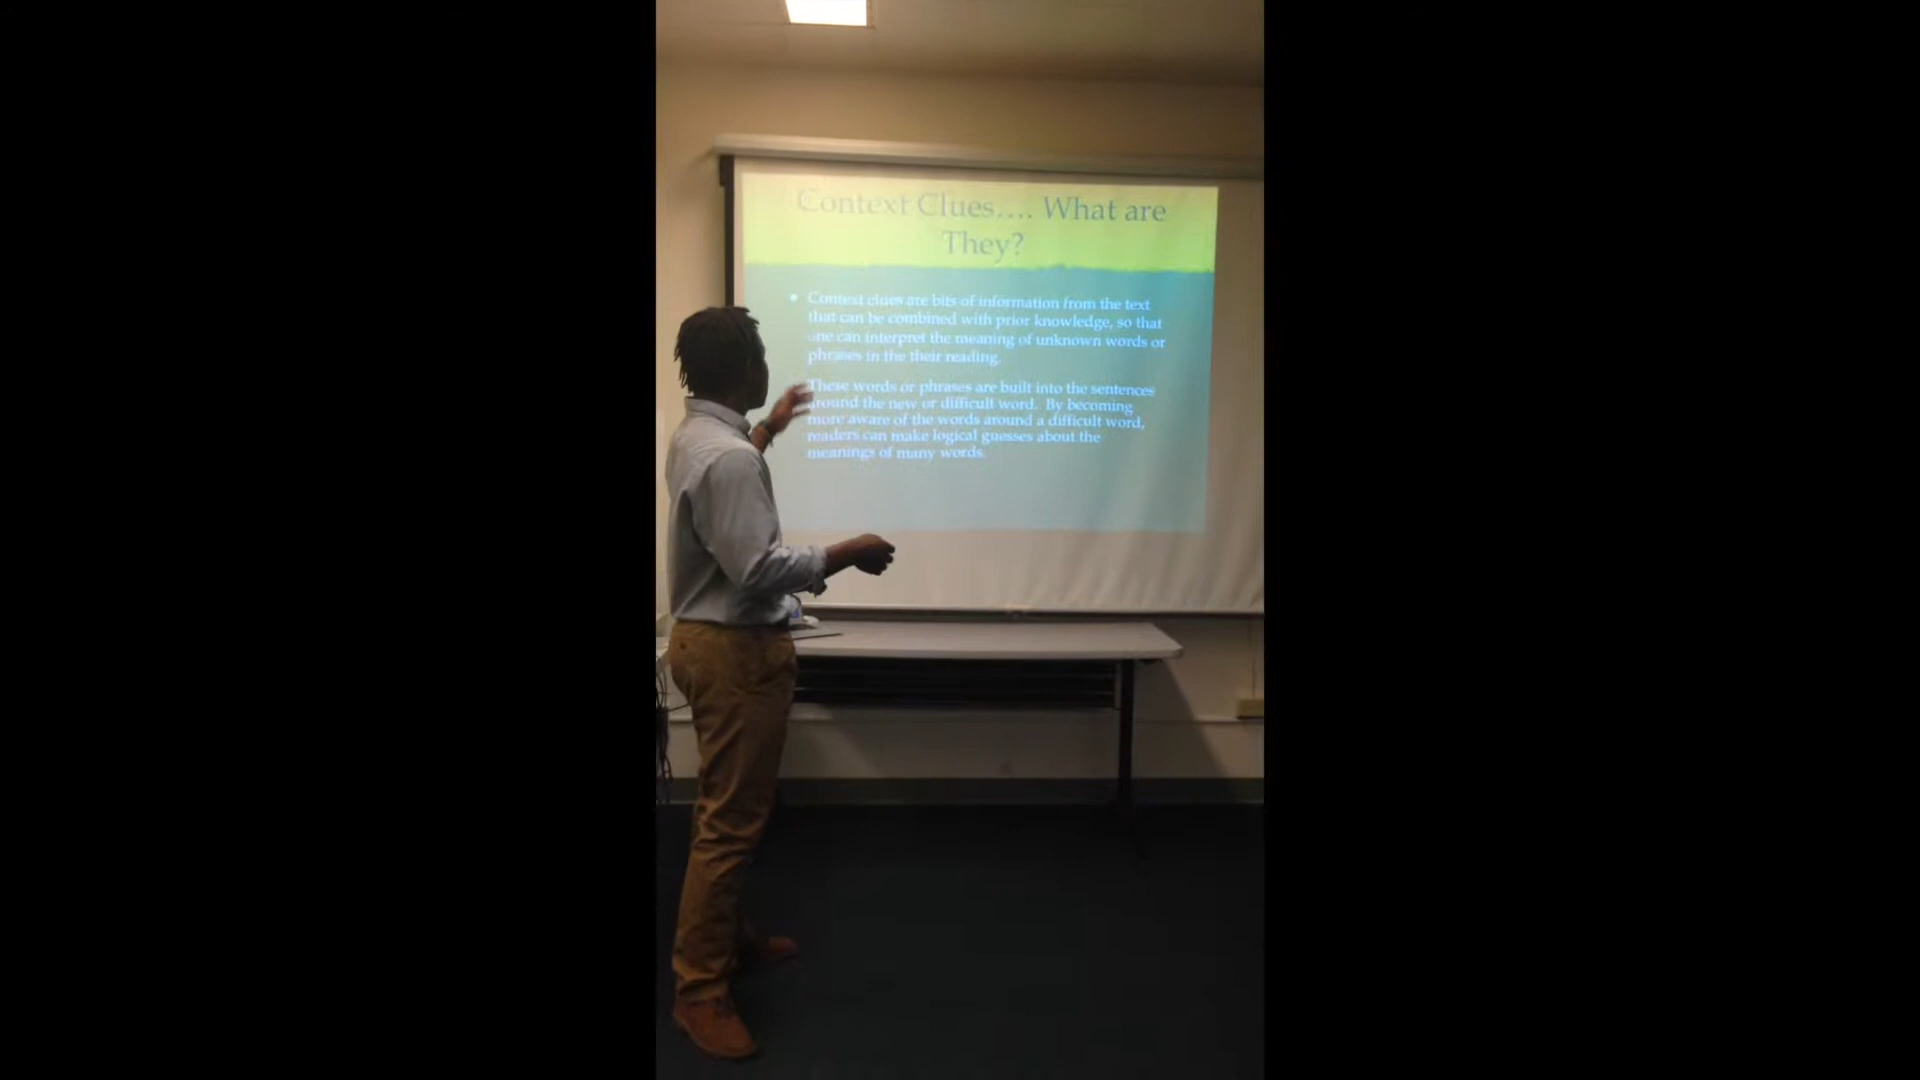 Context Clues.... What are
They?
• Context clues are bits of information from the text
that can be combined with prior knowledge, so that
one can interpret the meaning of unknown words or
phrases in the their reading.
These words or phrases are built into the sentences
around the new or difficult word. By becoming
more aware of the words around a difficult word,
readers can make logical guesses about the
meanings of many words.